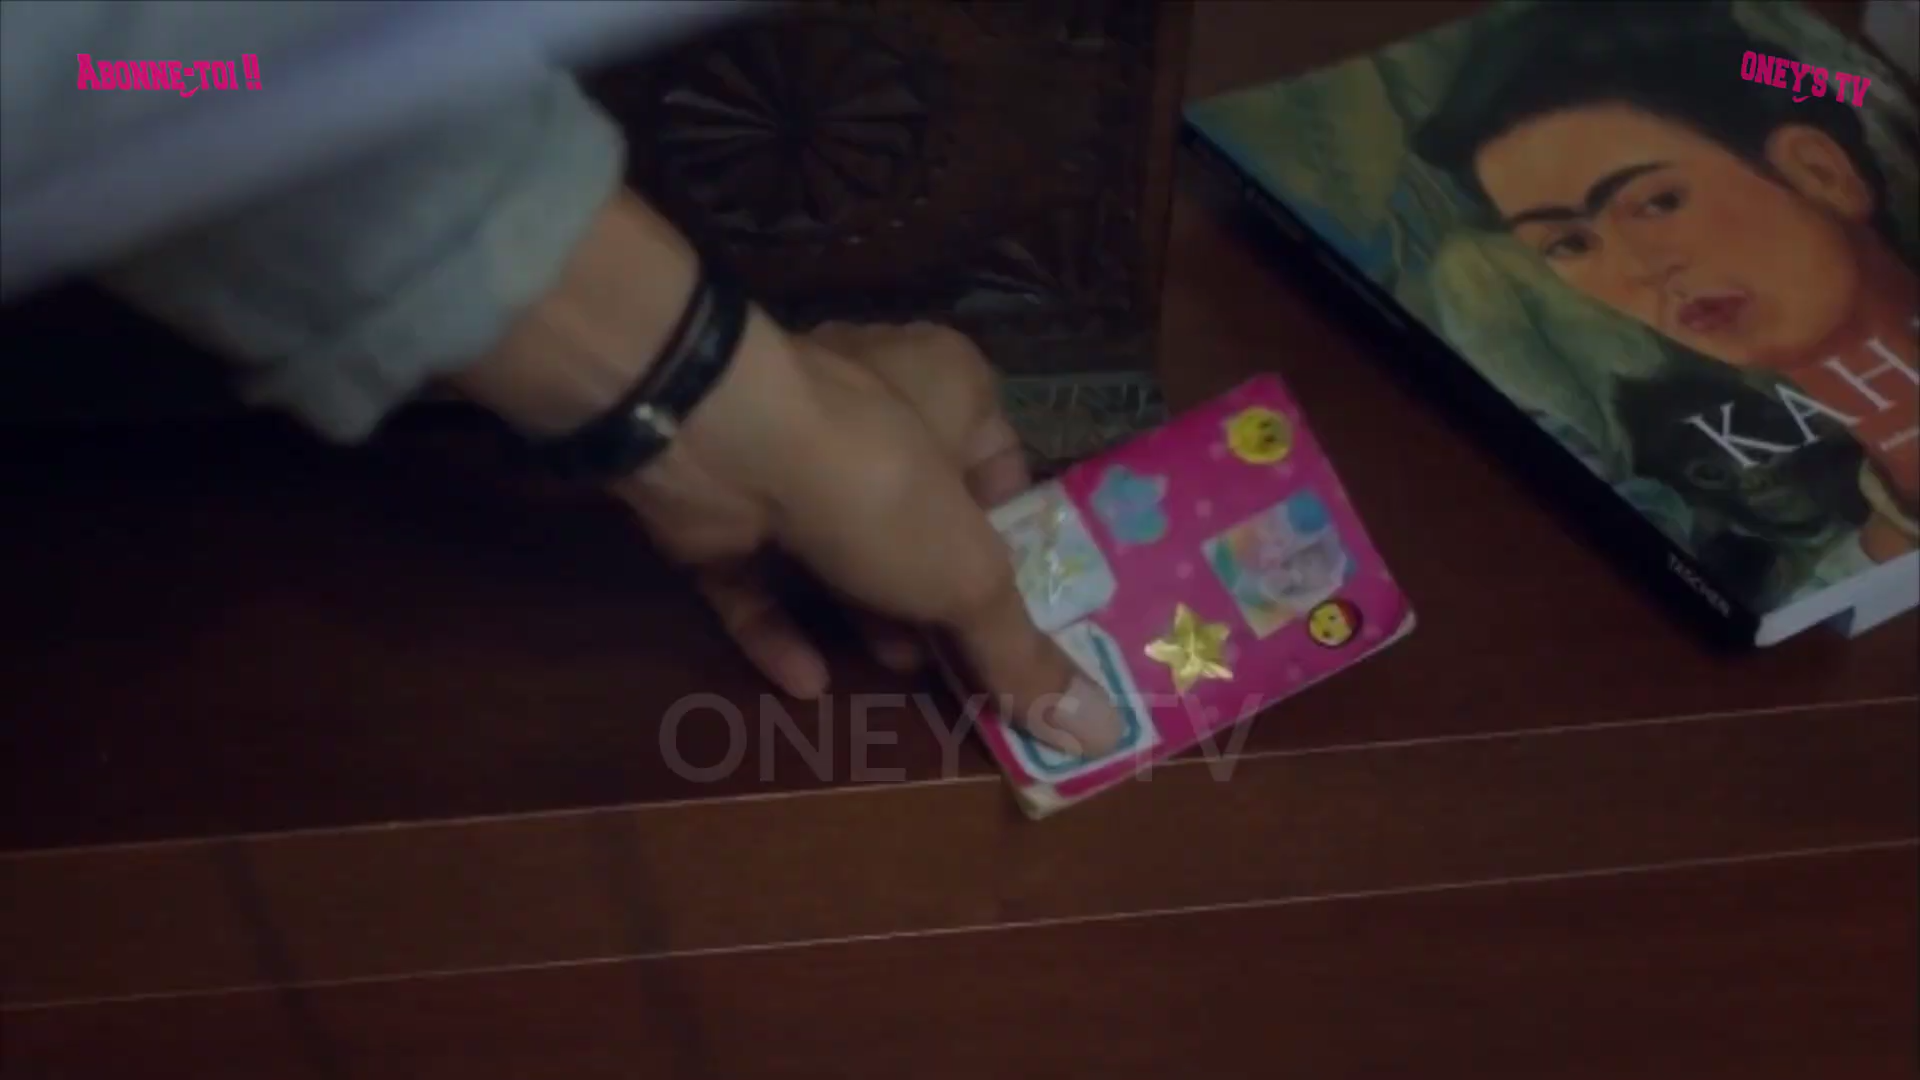 ABONNE-TOI !!
ONEY'S TV
KAH
TASCHEN
ONEY'S TV